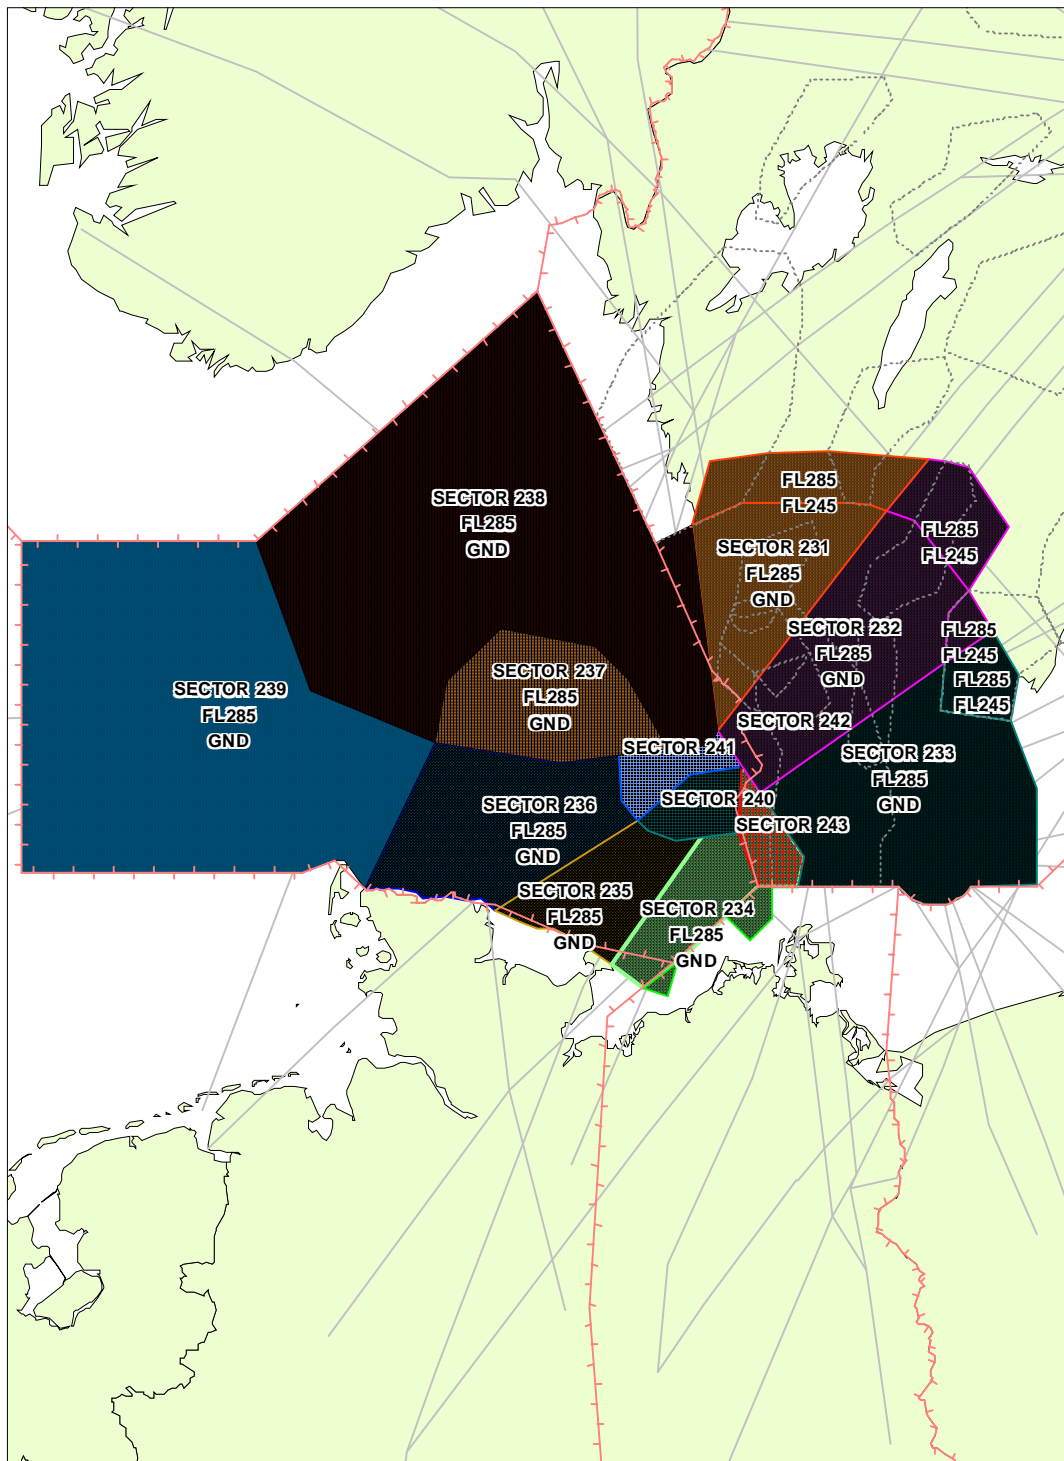 FL285
FL245
SECTOR 238
FL285
GND
FL285
FL245
SECTOR 231
FL285
GND
SECTOR 232
FL285
GND
FL285
FL245
FL285
FL245
SECTOR 237
FL285
GND
SECTOR 239
FL285
GND
SECTOR 242
SECTOR 241
SECTOR 233
FL285
GND
SECTOR 240
SECTOR 236
FL285
GND
SECTOR 243
SECTOR 235
FL285
GND
SECTOR 234
FL285
GND